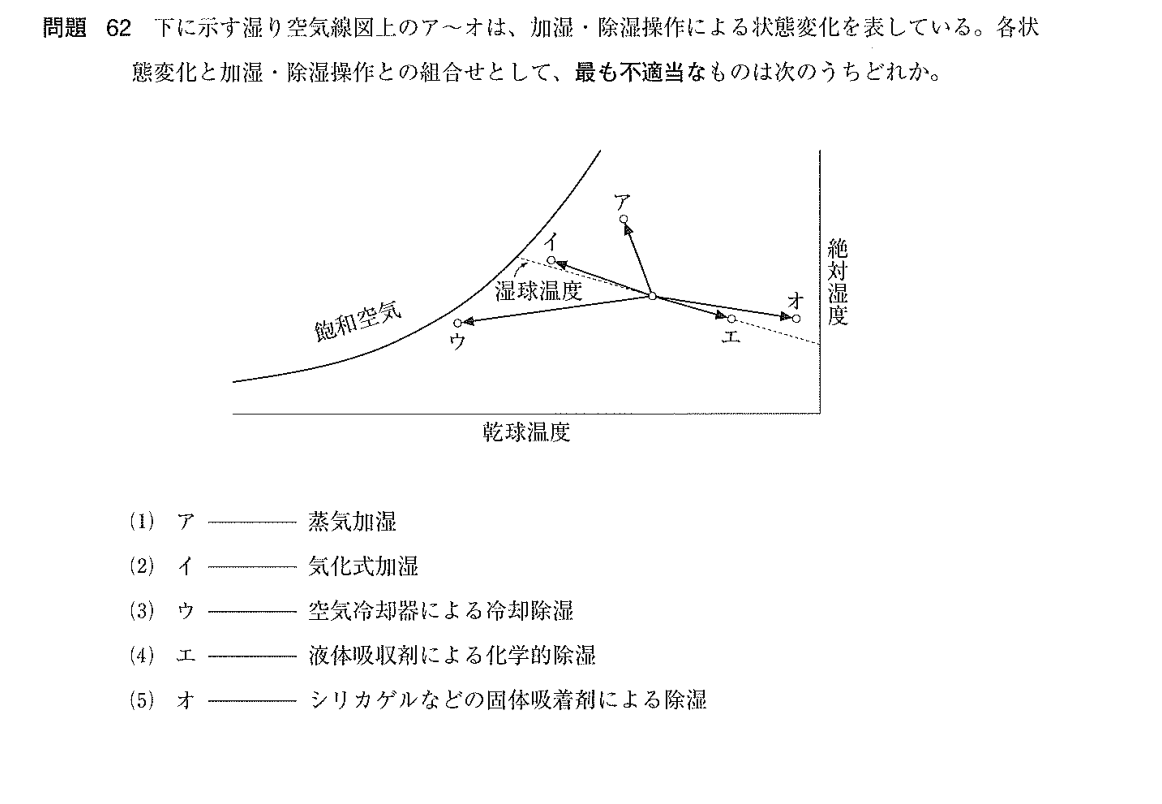 問題 62 下に示す湿り空気線図上のア〜オは、加湿・除湿操作による状態変化を表している。各状
態変化と加湿・除湿操作との組合せとして、最も不適当なものは次のうちどれか。
ア
イ
湿球温度
飽和空気
ウ
エ
オ
絶対湿度
乾球温度
(1) ア ―――― 蒸気加湿
(2) イ ―――― 気化式加湿
(3) ウ ―――― 空気冷却器による冷却除湿
(4) エ ―――― 液体吸収剤による化学的除湿
(5) オ ―――― シリカゲルなどの固体吸着剤による除湿